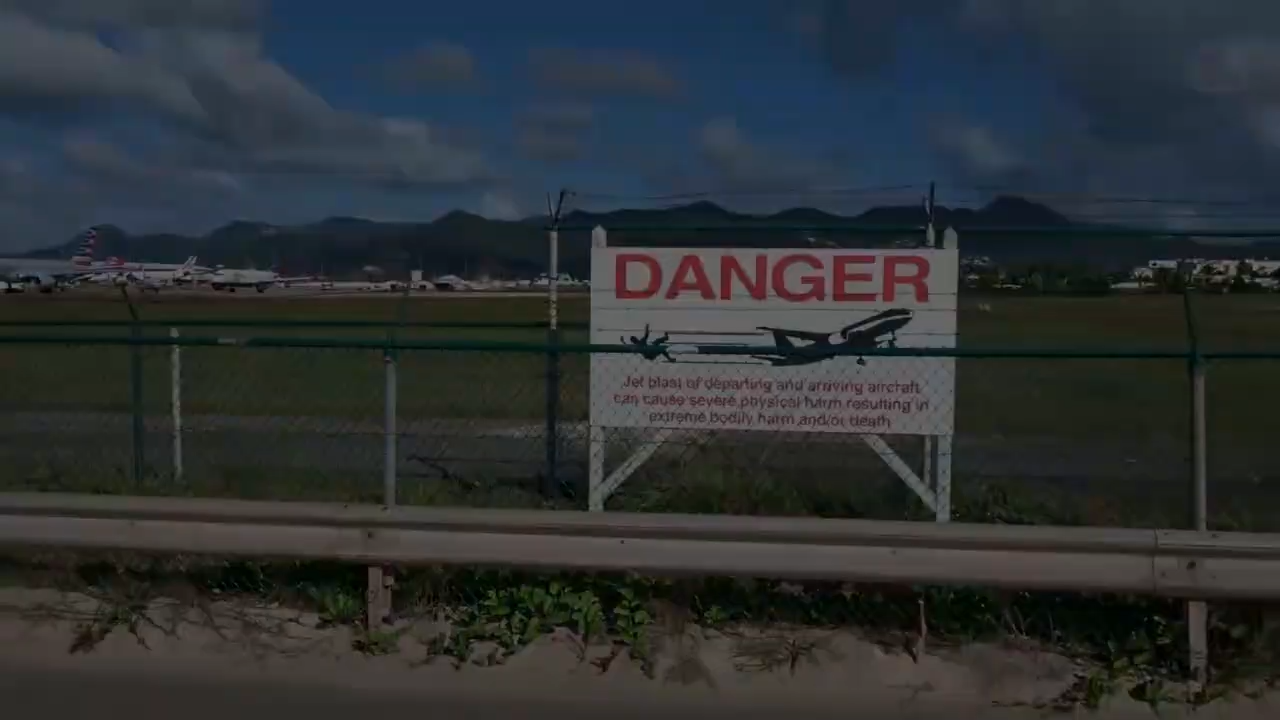 DANGER
Jet blast of departing and arriving aircraft
can cause severe physical harm resulting in
extreme bodily harm and/or death